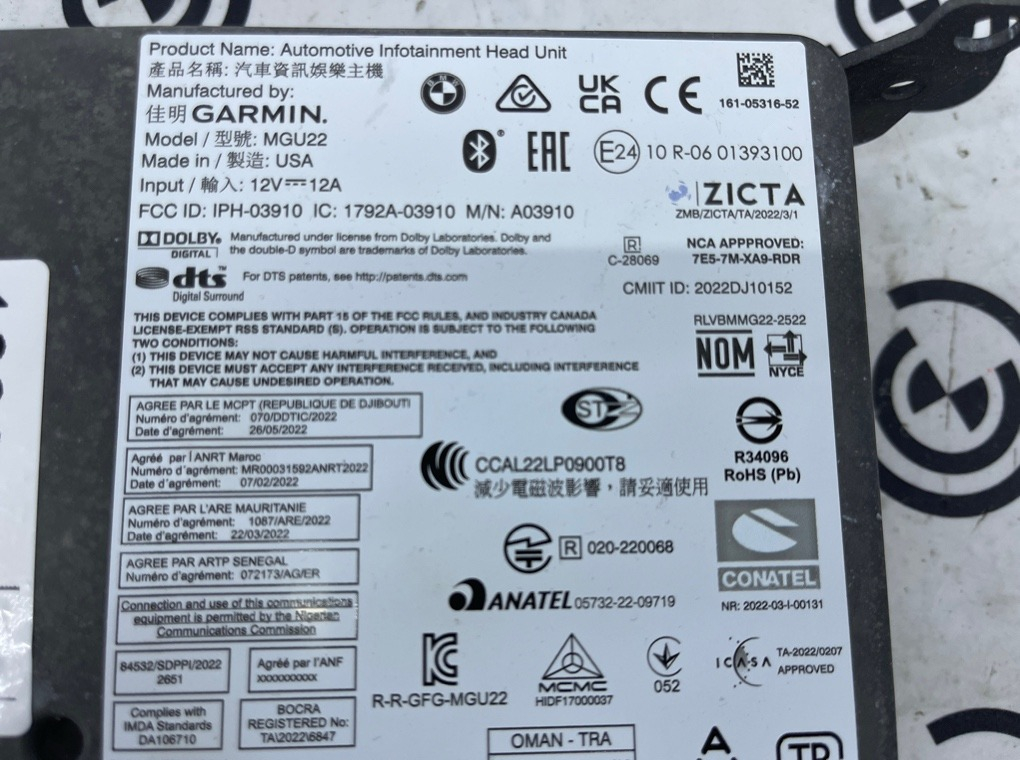 Product Name: Automotive Infotainment Head Unit
產品名稱: 汽車資訊娛樂主機
Manufactured by:
佳明 GARMIN.
Model / 型號: MGU22
Made in / 製造: USA
Input / 輸入: 12V⎓12A
FCC ID: IPH-03910 IC: 1792A-03910 M/N: A03910
BMW
UK
CA
CE
161-05316-52
EAC
E24 10 R-06 01393100
ZICTA
ZMB/ZICTA/TA/2022/3/1
DOLBY
DIGITAL
Manufactured under license from Dolby Laboratories. Dolby and
the double-D symbol are trademarks of Dolby Laboratories.
R
C-28069
NCA APPPROVED:
7E5-7M-XA9-RDR
dts™
Digital Surround
For DTS patents, see http://patents.dts.com
CMIIT ID: 2022DJ10152
THIS DEVICE COMPLIES WITH PART 15 OF THE FCC RULES, AND INDUSTRY CANADA
LICENSE-EXEMPT RSS STANDARD (S). OPERATION IS SUBJECT TO THE FOLLOWING
TWO CONDITIONS:
(1) THIS DEVICE MAY NOT CAUSE HARMFUL INTERFERENCE, AND
(2) THIS DEVICE MUST ACCEPT ANY INTERFERENCE RECEIVED, INCLUDING INTERFERENCE
THAT MAY CAUSE UNDESIRED OPERATION.
RLVBMMG22-2522
NOM
NYCE
AGREE PAR LE MCPT (REPUBLIQUE DE DJIBOUTI
Numéro d'agrément: 070/DDTIC/2022
Date d'agrément: 26/05/2022
Agréé par l'ANRT Maroc
Numéro d'agrément: MR00031592ANRT2022
Date d'agrément: 07/02/2022
CCAL22LP0900T8
減少電磁波影響，請妥適使用
R34096
RoHS (Pb)
AGREE PAR L'ARE MAURITANIE
Numéro d'agrément: 1087/ARE/2022
Date d'agrément: 22/03/2022
AGREE PAR ARTP SENEGAL
Numéro d'agrément: 072173/AG/ER
R 020-220068
CONATEL
NR: 2022-03-I-00131
Connection and use of this communications
equipment is permitted by the Nigerian
Communications Commission
ANATEL 05732-22-09719
84532/SDPPI/2022
2651
Agréé par l'ANF
xxxxxxxxxx
R-R-GFG-MGU22
MCMC
HIDF17000037
052
ICASA
TA-2022/0207
APPROVED
Complies with
IMDA Standards
DA106710
BOCRA
REGISTERED No:
TA\2022\6847
OMAN - TRA